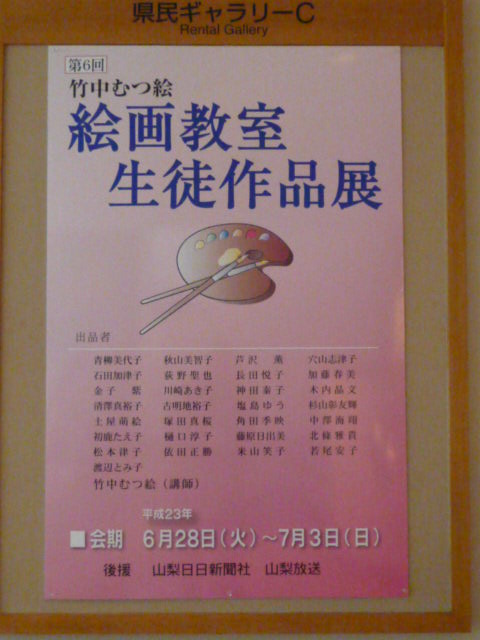 県民ギャラリーC
Rental Gallery
第6回
竹中むつ絵
絵画教室
生徒作品展
出品者
青柳美代子 秋山美智子 芦沢 薫 穴山志津子
石田加津子 荻野聖也 長田悦子 加藤春美
金子 紫 川崎あき子 神田泰子 木内晶文
清澤真裕子 古明地裕子 塩島ゆう 杉山彰友輝
土屋萌絵 塚田真桜 角田季映 中澤海翔
初鹿たえ子 樋口淳子 藤原日出美 北條雅貴
松本津子 依田正勝 米山笑子 若尾安子
渡辺とみ子
竹中むつ絵(講師)
平成23年
■会期 6月28日(火)~7月3日(日)
後援 山梨日日新聞社 山梨放送